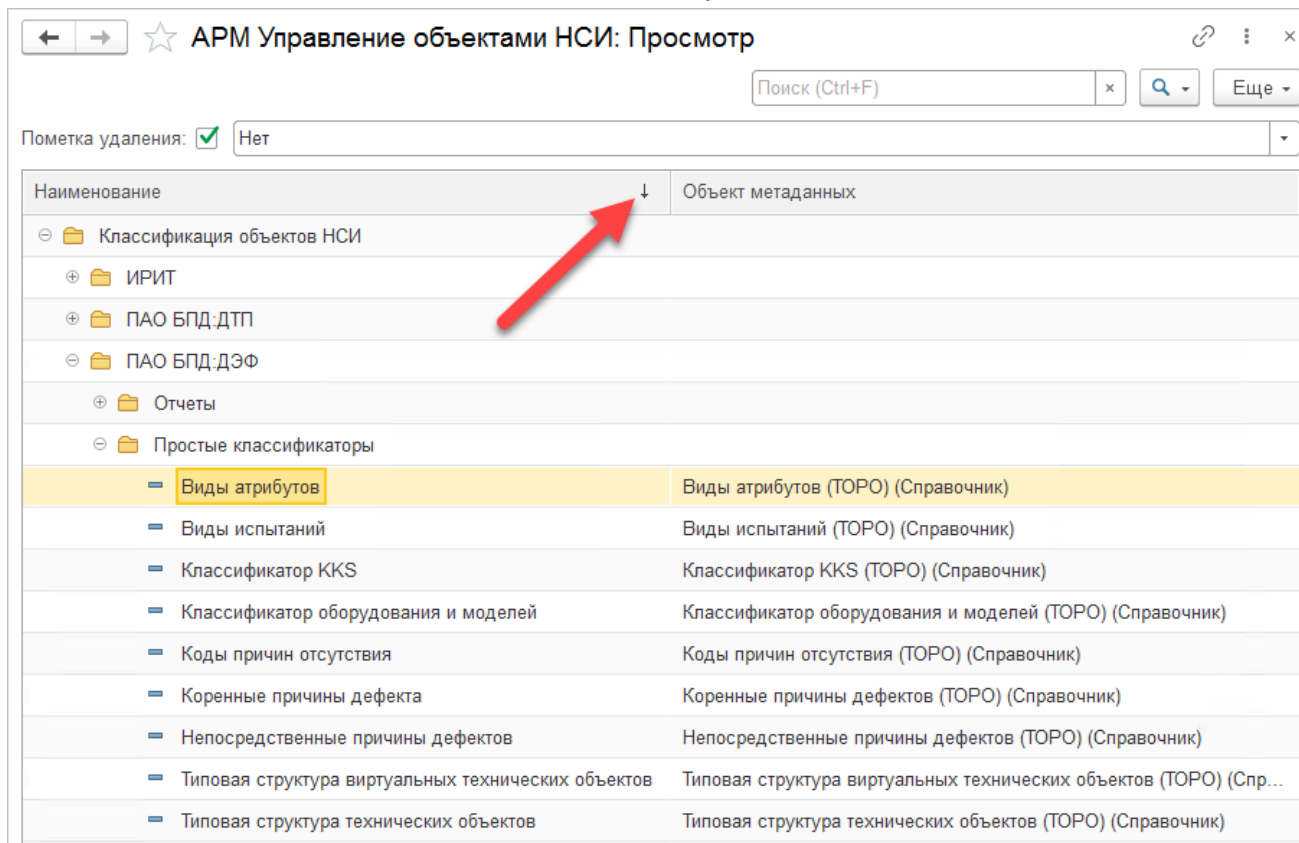 АРМ Управление объектами НСИ: Просмотр
Поиск (Ctrl+F)
Еще
Пометка удаления: Нет
Наименование Объект метаданных
Классификация объектов НСИ
ИРИТ
ПАО БПД:ДТП
ПАО БПД:ДЭФ
Отчеты
Простые классификаторы
Виды атрибутов Виды атрибутов (ТОРО) (Справочник)
Виды испытаний Виды испытаний (ТОРО) (Справочник)
Классификатор KKS Классификатор KKS (ТОРО) (Справочник)
Классификатор оборудования и моделей Классификатор оборудования и моделей (ТОРО) (Справочник)
Коды причин отсутствия Коды причин отсутствия (ТОРО) (Справочник)
Коренные причины дефекта Коренные причины дефектов (ТОРО) (Справочник)
Непосредственные причины дефектов Непосредственные причины дефектов (ТОРО) (Справочник)
Типовая структура виртуальных технических объектов Типовая структура виртуальных технических объектов (ТОРО) (Спр...
Типовая структура технических объектов Типовая структура технических объектов (ТОРО) (Справочник)